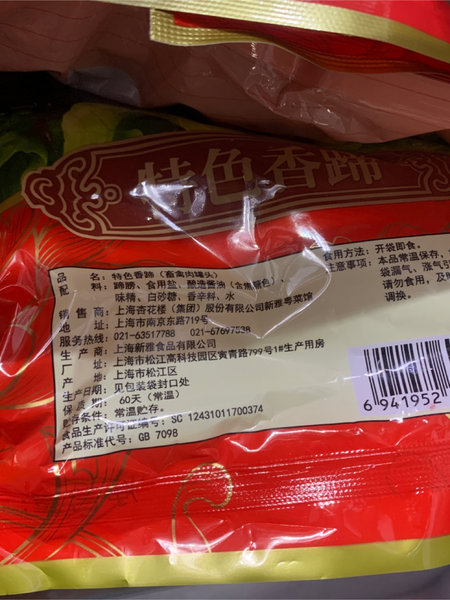 特色香蹄
品 名：特色香蹄（畜禽肉罐头）
配 料：蹄膀、食用盐、酿造酱油（含焦糖色）、
味精、白砂糖、香辛料、水
销 售 商：上海杏花楼（集团）股份有限公司新雅粤菜馆
地 址：上海市南京东路719号
服务热线：021-63517788 021-67697538
生 产 商：上海新雅食品有限公司
地 址：上海市松江高科技园区寅青路799号1#生产用房
产 地：上海市松江区
生产日期：见包装袋封口处
保 质 期：60天（常温）
贮存条件：常温贮存。
食品生产许可证编号：SC 12431011700374
产品标准代号：GB 7098
食用方法：开袋即食。
注意事项：本品常温保存，
袋漏气、涨气
请勿食用，及
调换。
6 941952